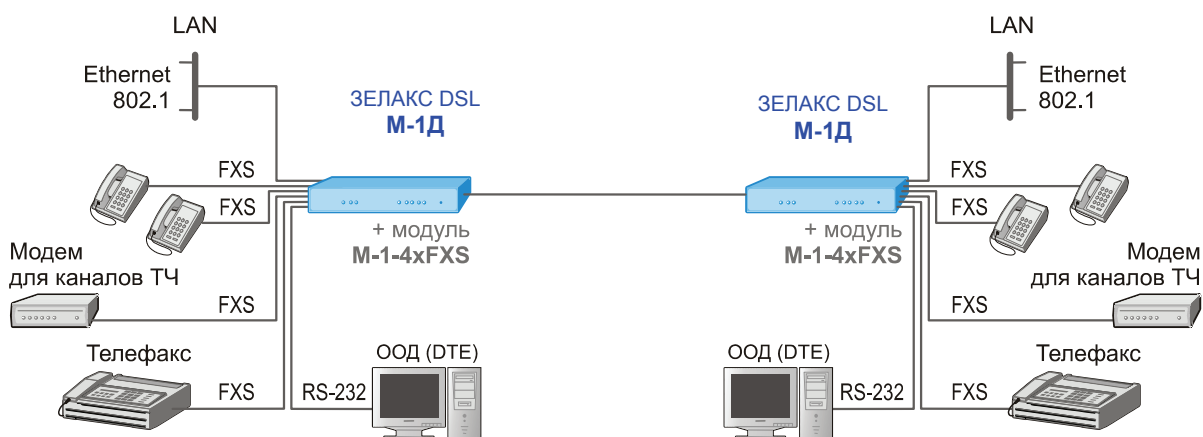 LAN
LAN
Ethernet
802.1
Ethernet
802.1
ЗЕЛАКС DSL
М-1Д
ЗЕЛАКС DSL
М-1Д
FXS
FXS
FXS
FXS
+ модуль
М-1-4xFXS
+ модуль
М-1-4xFXS
Модем
для каналов ТЧ
Модем
для каналов ТЧ
FXS
FXS
Телефакс
ООД (DTE)
ООД (DTE)
Телефакс
FXS
RS-232
RS-232
FXS